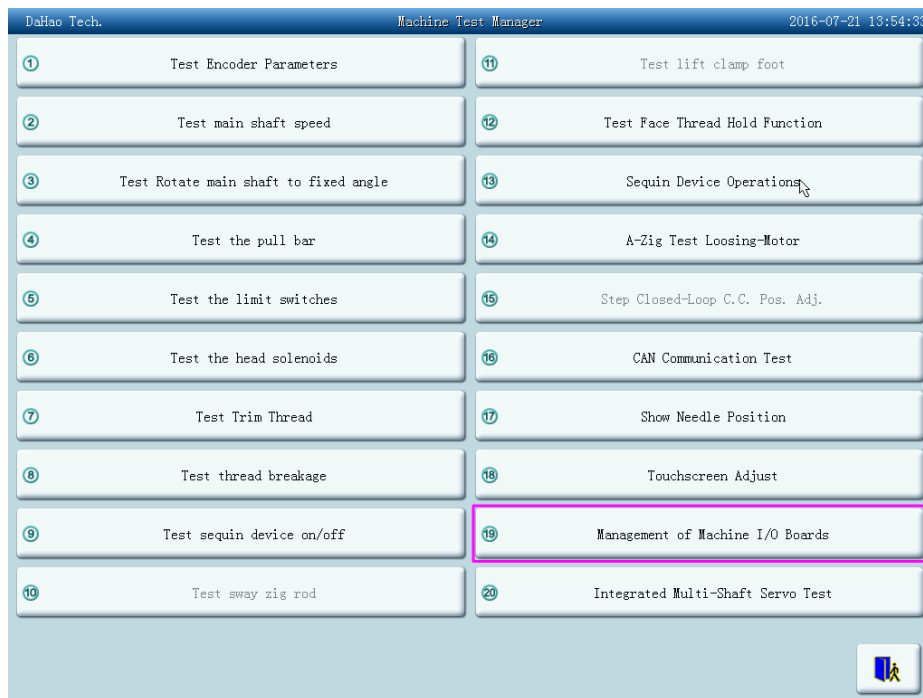 DaHao Tech.
Machine Test Manager
2016-07-21 13:54:33
1 Test Encoder Parameters
2 Test main shaft speed
3 Test Rotate main shaft to fixed angle
4 Test the pull bar
5 Test the limit switches
6 Test the head solenoids
7 Test Trim Thread
8 Test thread breakage
9 Test sequin device on/off
10 Test sway zig rod
11 Test lift clamp foot
12 Test Face Thread Hold Function
13 Sequin Device Operations
14 A-Zig Test Loosing-Motor
15 Step Closed-Loop C.C. Pos. Adj.
16 CAN Communication Test
17 Show Needle Position
18 Touchscreen Adjust
19 Management of Machine I/O Boards
20 Integrated Multi-Shaft Servo Test